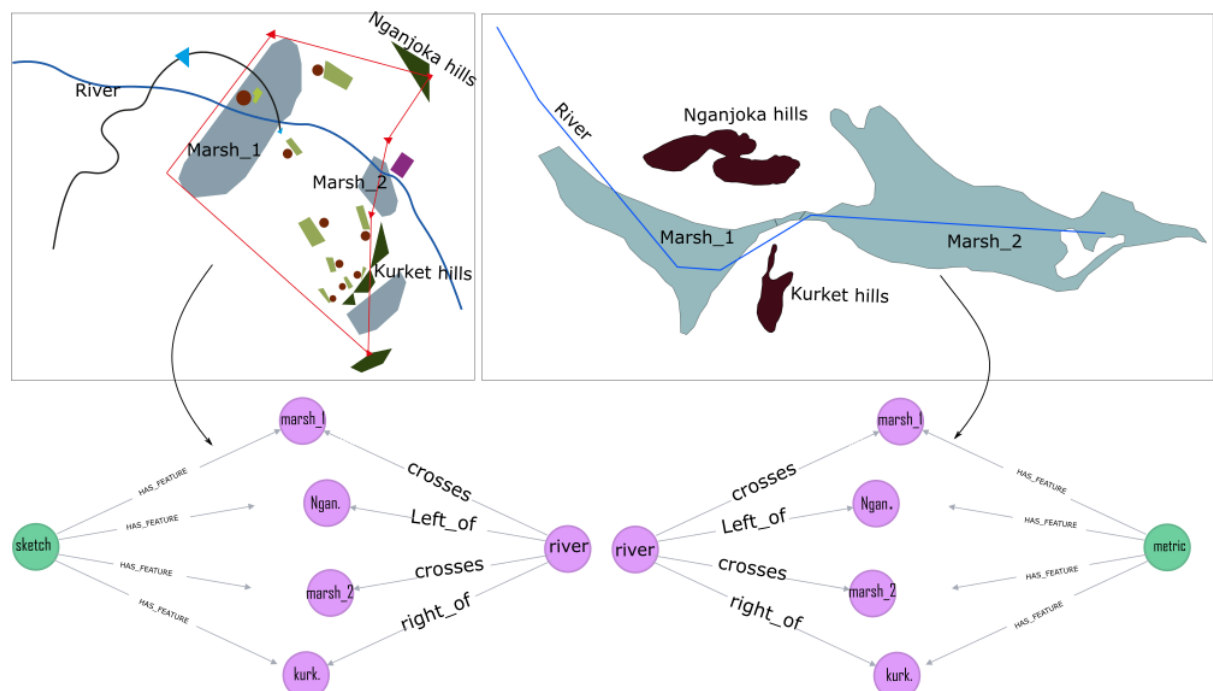 Nganjoka hills
River
Marsh_1
Marsh_2
Kurket hills
River
Nganjoka hills
Marsh_1
Marsh_2
Kurket hills
marsh_1
HAS_FEATURE
crosses
Ngan.
HAS_FEATURE
Left_of
sketch
river
HAS_FEATURE
crosses
marsh_2
HAS_FEATURE
right_of
kurk.
marsh_1
crosses
HAS_FEATURE
Ngan.
Left_of
HAS_FEATURE
river
metric
crosses
HAS_FEATURE
marsh_2
right_of
HAS_FEATURE
kurk.